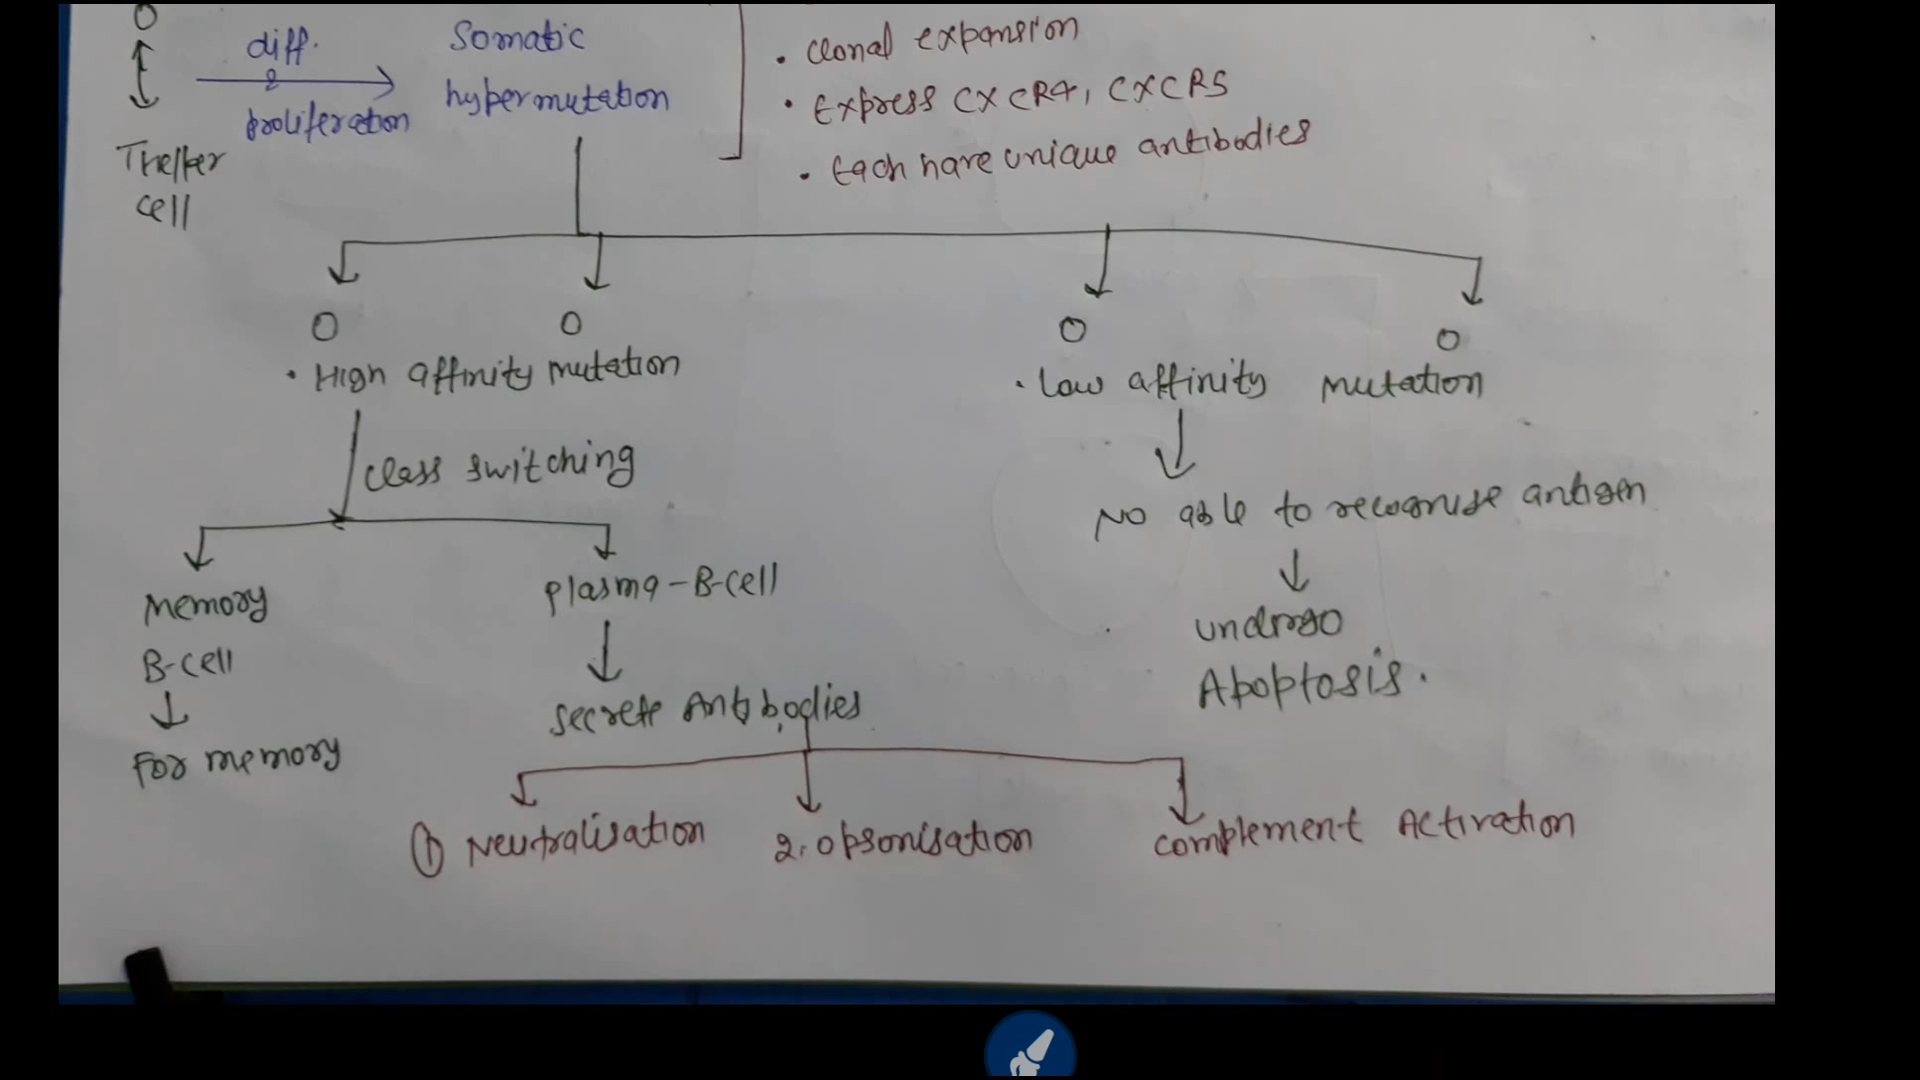 O
diff.
&
proliferation
Somatic
hypermutation
T helper
cell
• clonal expansion
• Express CXCR4, CXCR5
• Each have unique antibodies
O O O O
• High affinity mutation
• Low affinity mutation
class switching
No able to recognise antigen
Memory
B-cell
Plasma-B-cell
undergo
Apoptosis.
For memory
secrete Antibodies
① Neutralisation 2. opsonisation complement Activation